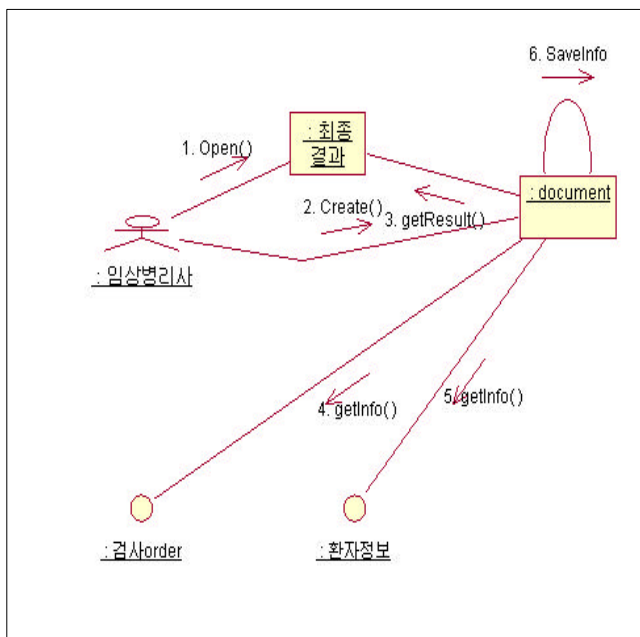 6. SaveInfo
: 최종
결과
1. Open()
: document
2. Create()
3. getResult()
: 임상병리사
4. getInfo()
5. getInfo()
: 검사order
: 환자정보